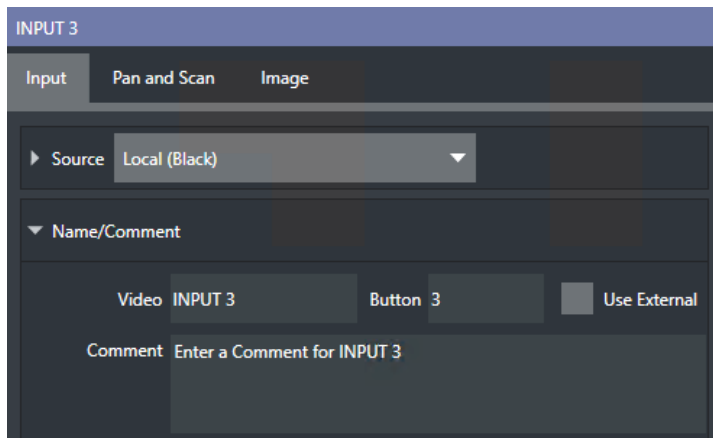 INPUT 3
Input Pan and Scan Image
Source Local (Black)
Name/Comment
Video INPUT 3 Button 3 Use External
Comment Enter a Comment for INPUT 3